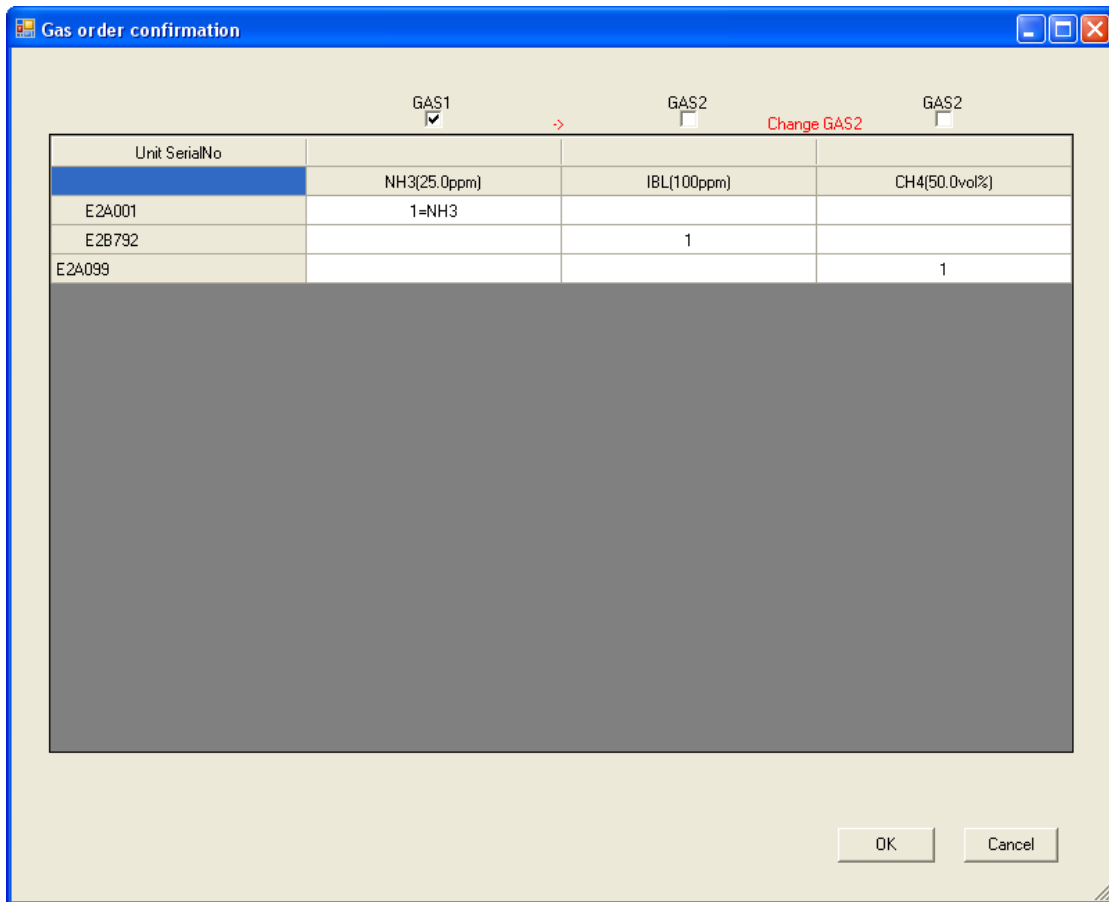 Gas order confirmation
GAS1 GAS2 GAS2
-> Change GAS2
Unit SerialNo
NH3(25.0ppm) IBL(100ppm) CH4(50.0vol%)
E2A001 1=NH3
E2B792 1
E2A099 1
OK Cancel